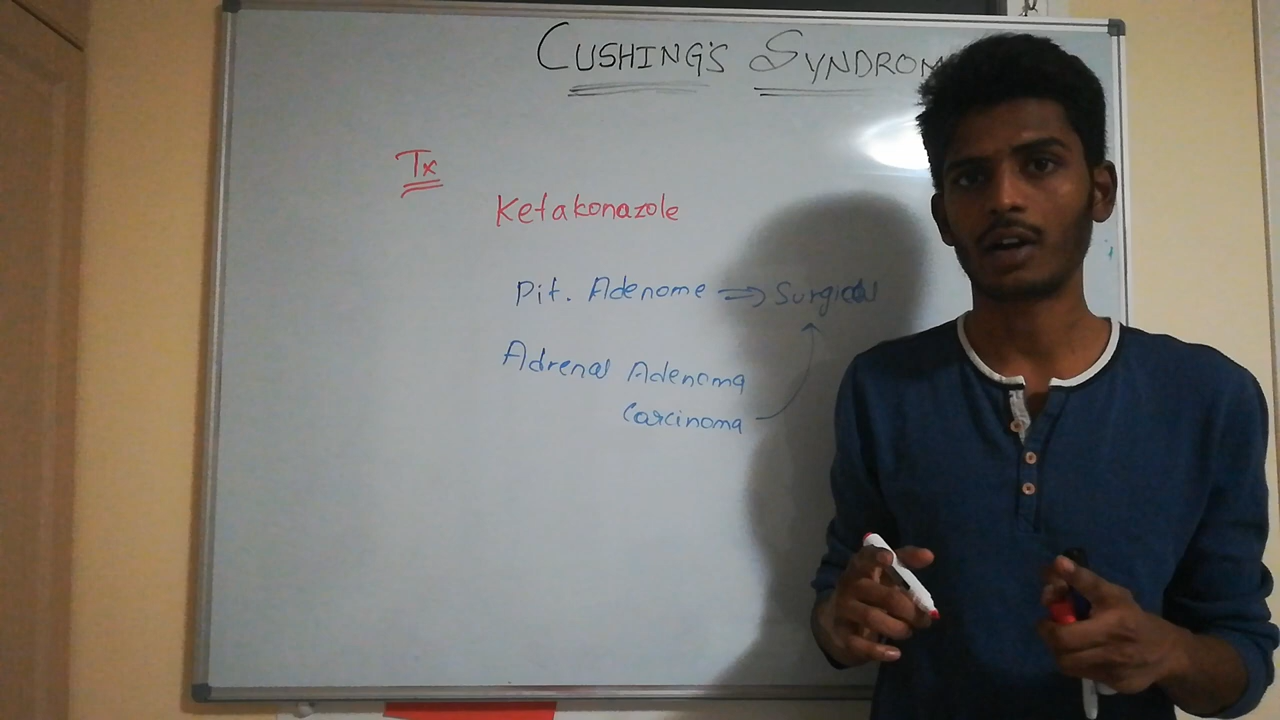 CUSHING'S SYNDROM
Tx
Ketakonazole
Pit. Adenome => Surgical
Adrenal Adenoma
Carcinoma